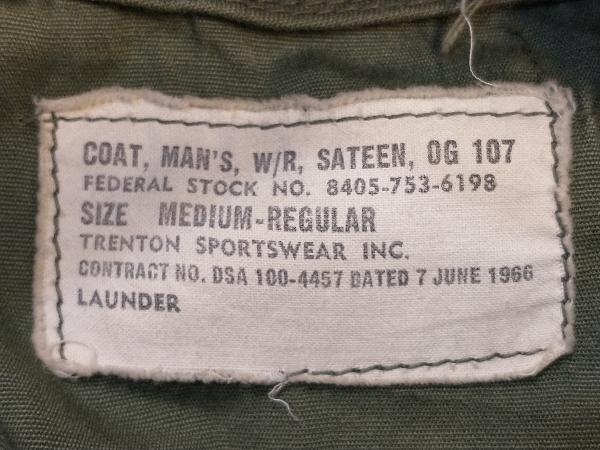 COAT, MAN'S, W/R, SATEEN, OG 107
FEDERAL STOCK NO. 8405-753-6198
SIZE MEDIUM-REGULAR
TRENTON SPORTSWEAR INC.
CONTRACT NO. DSA 100-4457 DATED 7 JUNE 1966
LAUNDER